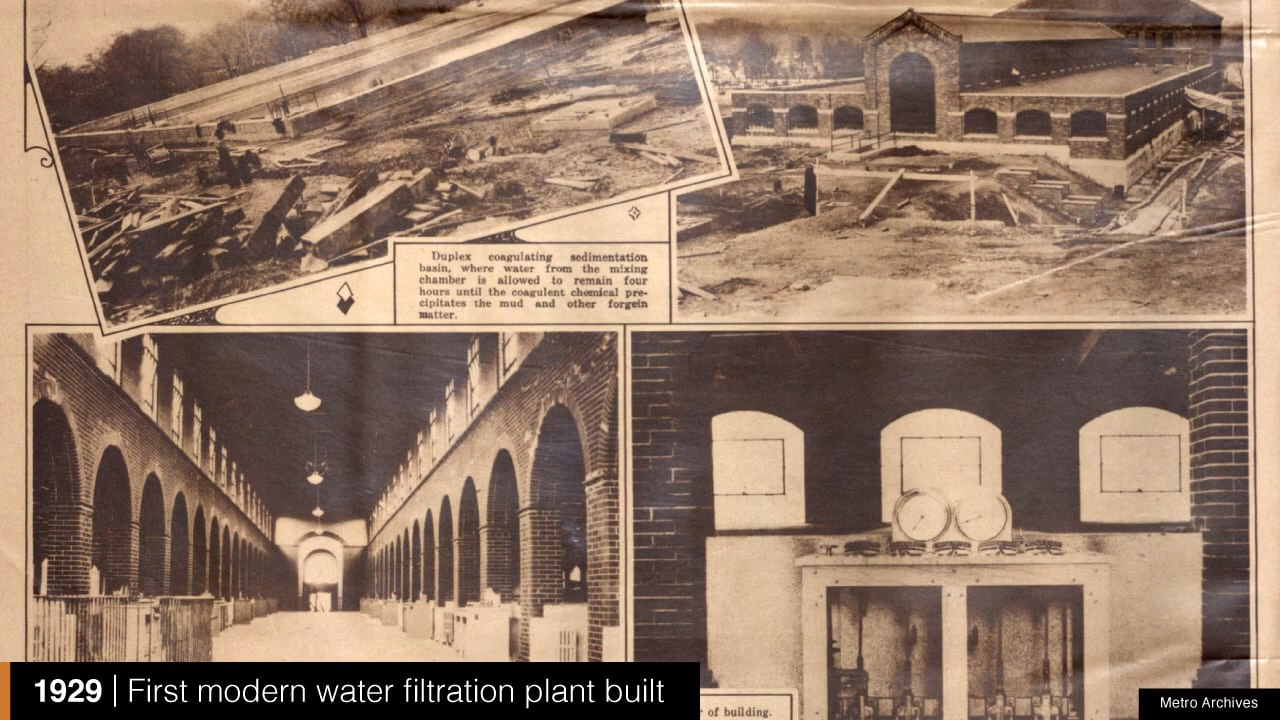 Duplex coagulating sedimentation
basin, where water from the mixing
chamber is allowed to remain four
hours until the coagulent chemical pre-
cipitates the mud and other forgein
matter.
of building.
1929 | First modern water filtration plant built
Metro Archives